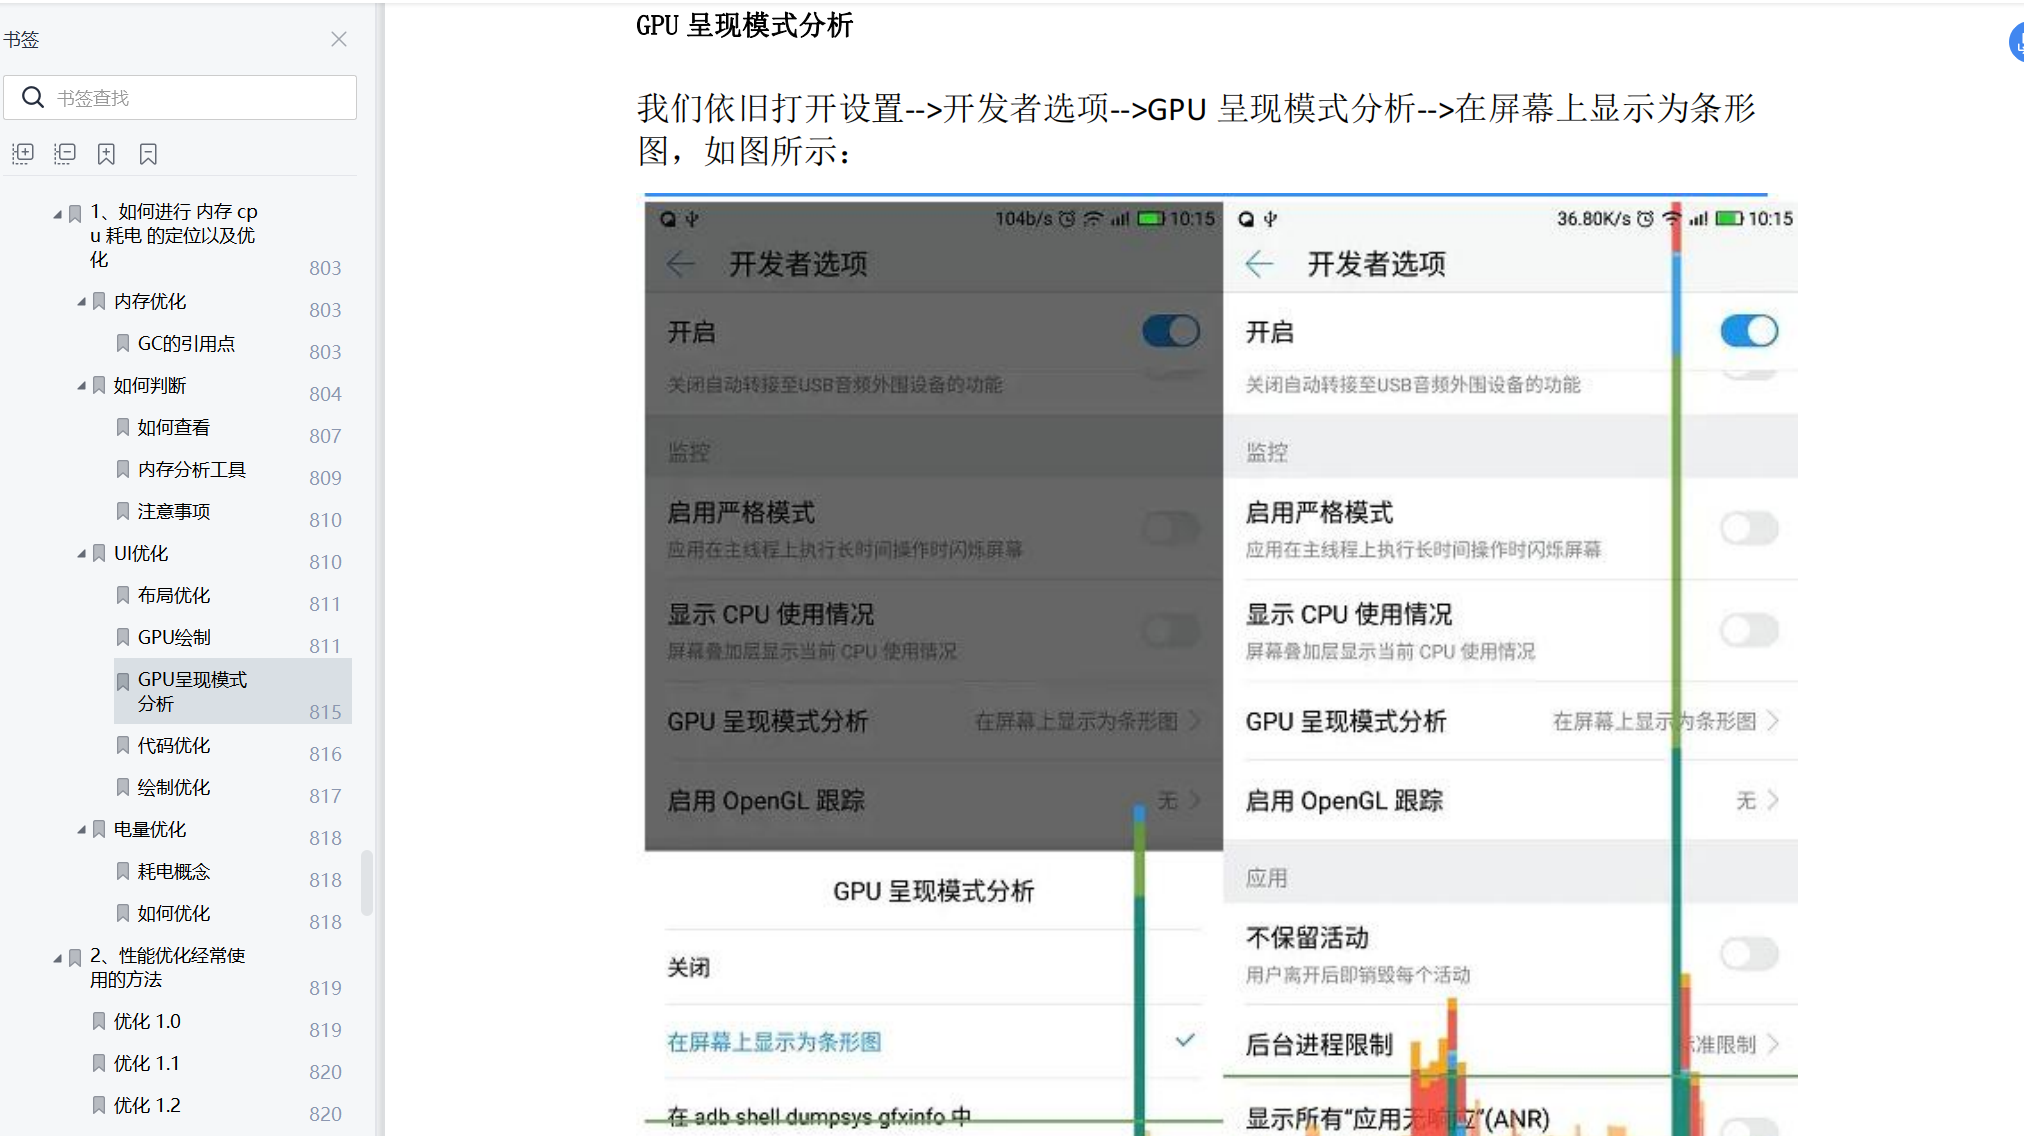 书签
书签查找
1、如何进行 内存 cp
u 耗电 的定位以及优
化
803
内存优化
803
GC的引用点
803
如何判断
804
如何查看
807
内存分析工具
809
注意事项
810
UI优化
810
布局优化
811
GPU绘制
811
GPU呈现模式
分析
815
代码优化
816
绘制优化
817
电量优化
818
耗电概念
818
如何优化
818
2、性能优化经常使
用的方法
819
优化 1.0
819
优化 1.1
820
优化 1.2
820
GPU 呈现模式分析
我们依旧打开设置-->开发者选项-->GPU 呈现模式分析-->在屏幕上显示为条形
图，如图所示：
104b/s 10:15
开发者选项
开启
关闭自动转接至USB音频外围设备的功能
监控
启用严格模式
应用在主线程上执行长时间操作时闪烁屏幕
显示 CPU 使用情况
屏幕叠加层显示当前 CPU 使用情况
GPU 呈现模式分析 在屏幕上显示为条形图
启用 OpenGL 跟踪 无
GPU 呈现模式分析
关闭
在屏幕上显示为条形图
在 adb shell dumpsys gfxinfo 中
36.80K/s 10:15
开发者选项
开启
关闭自动转接至USB音频外围设备的功能
监控
启用严格模式
应用在主线程上执行长时间操作时闪烁屏幕
显示 CPU 使用情况
屏幕叠加层显示当前 CPU 使用情况
GPU 呈现模式分析 在屏幕上显示为条形图
启用 OpenGL 跟踪 无
应用
不保留活动
用户离开后即销毁每个活动
后台进程限制 标准限制
显示所有“应用无响应”(ANR)